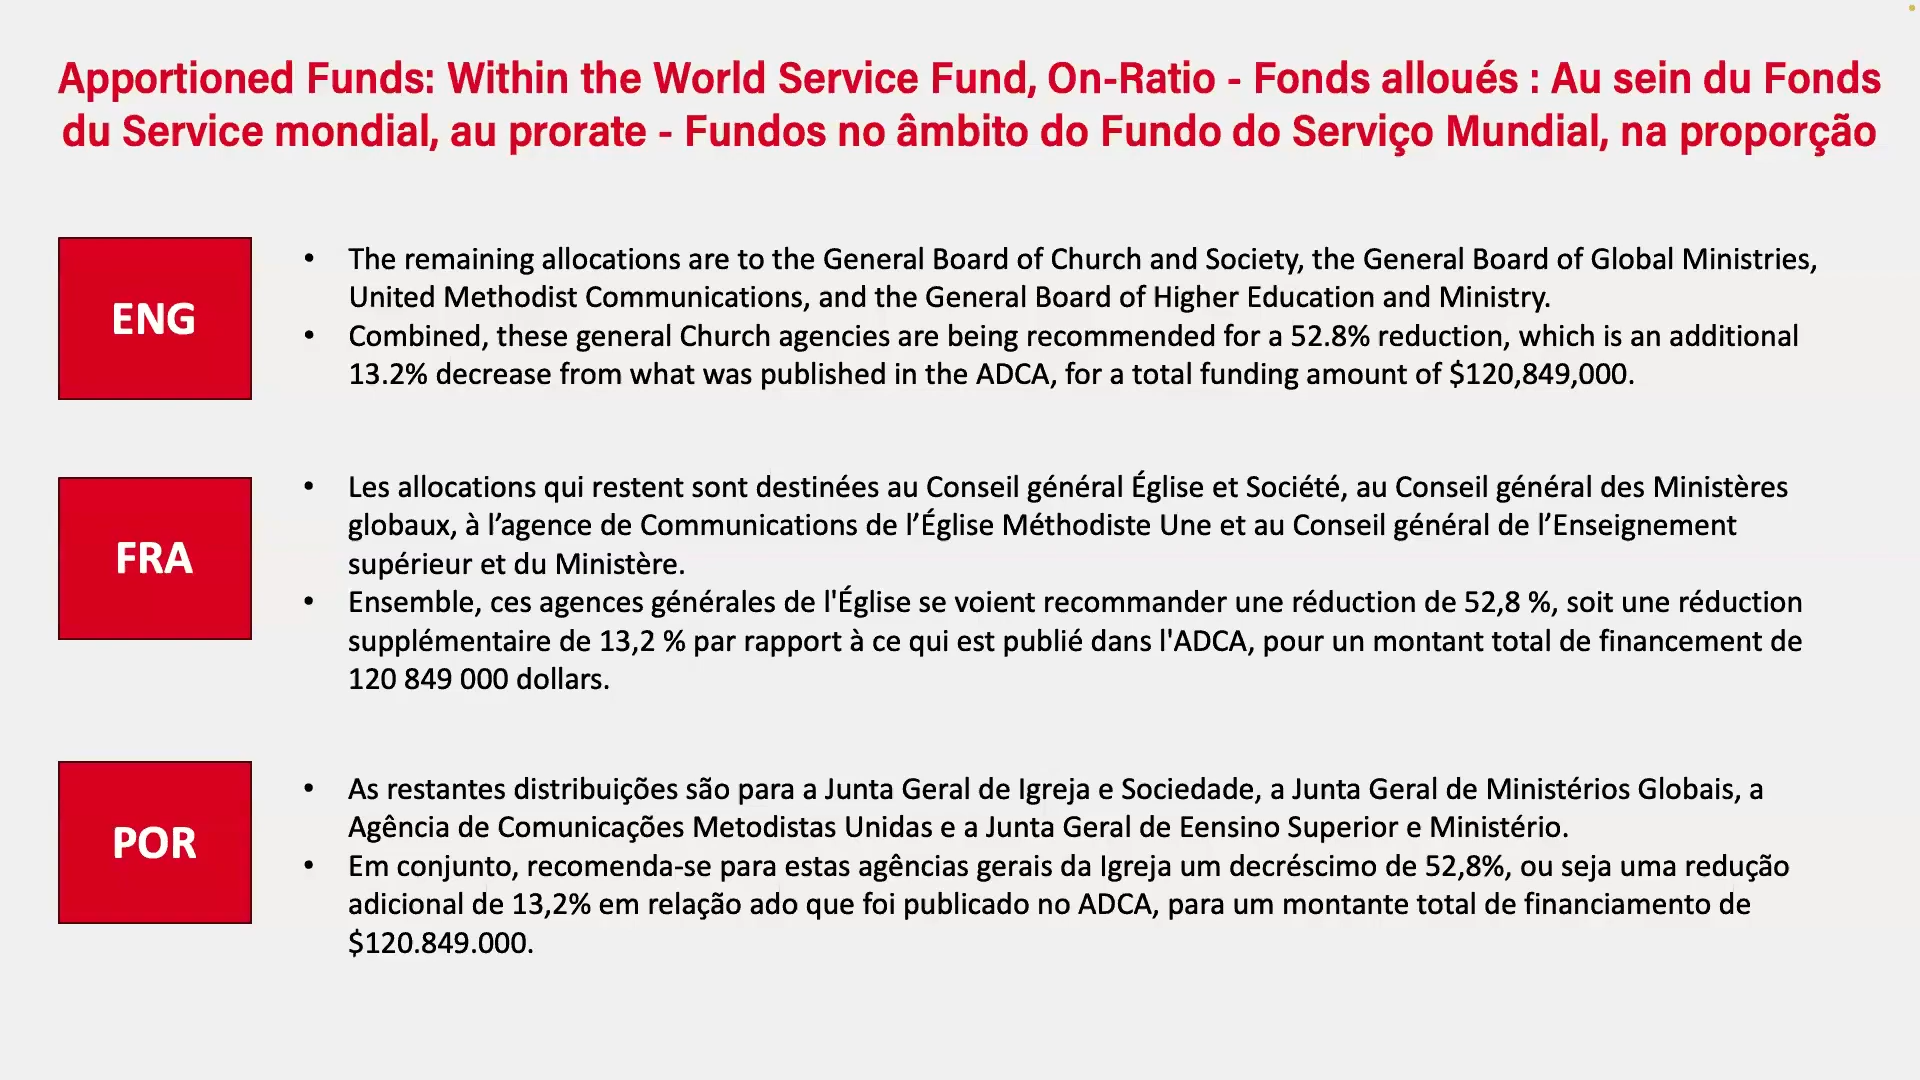 Apportioned Funds: Within the World Service Fund, On-Ratio - Fonds alloués : Au sein du Fonds
du Service mondial, au prorate - Fundos no âmbito do Fundo do Serviço Mundial, na proporção
ENG
• The remaining allocations are to the General Board of Church and Society, the General Board of Global Ministries,
United Methodist Communications, and the General Board of Higher Education and Ministry.
• Combined, these general Church agencies are being recommended for a 52.8% reduction, which is an additional
13.2% decrease from what was published in the ADCA, for a total funding amount of $120,849,000.
FRA
• Les allocations qui restent sont destinées au Conseil général Église et Société, au Conseil général des Ministères
globaux, à l’agence de Communications de l’Église Méthodiste Une et au Conseil général de l’Enseignement
supérieur et du Ministère.
• Ensemble, ces agences générales de l'Église se voient recommander une réduction de 52,8 %, soit une réduction
supplémentaire de 13,2 % par rapport à ce qui est publié dans l'ADCA, pour un montant total de financement de
120 849 000 dollars.
POR
• As restantes distribuições são para a Junta Geral de Igreja e Sociedade, a Junta Geral de Ministérios Globais, a
Agência de Comunicações Metodistas Unidas e a Junta Geral de Eensino Superior e Ministério.
• Em conjunto, recomenda-se para estas agências gerais da Igreja um decréscimo de 52,8%, ou seja uma redução
adicional de 13,2% em relação ado que foi publicado no ADCA, para um montante total de financiamento de
$120.849.000.